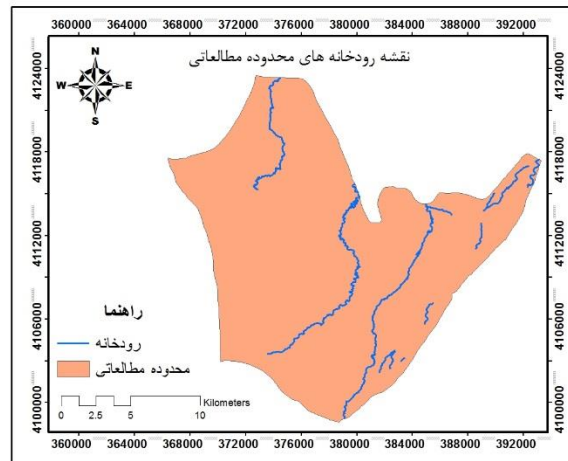 360000 364000 368000 372000 376000 380000 384000 388000 392000
نقشه رودخانه های محدوده مطالعاتی
N
W E
S
4124000 4124000
4118000 4118000
4112000 4112000
4106000 4106000
4100000 4100000
راهنما
رودخانه
محدوده مطالعاتی
0 2.5 5 10 Kilometers
360000 364000 368000 372000 376000 380000 384000 388000 392000